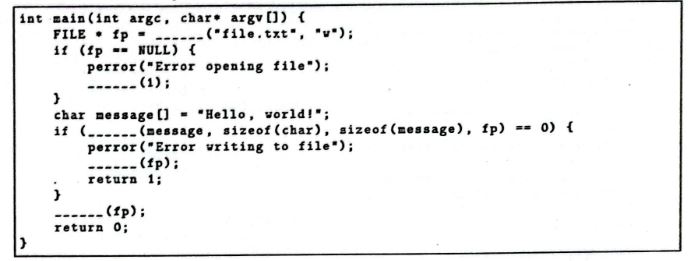 int main(int argc, char* argv[]) {
FILE * fp = ______("file.txt", "w");
if (fp == NULL) {
perror("Error opening file");
______(1);
}
char message[] = "Hello, world!";
if (______(message, sizeof(char), sizeof(message), fp) == 0) {
perror("Error writing to file");
______(fp);
return 1;
}
______(fp);
return 0;
}